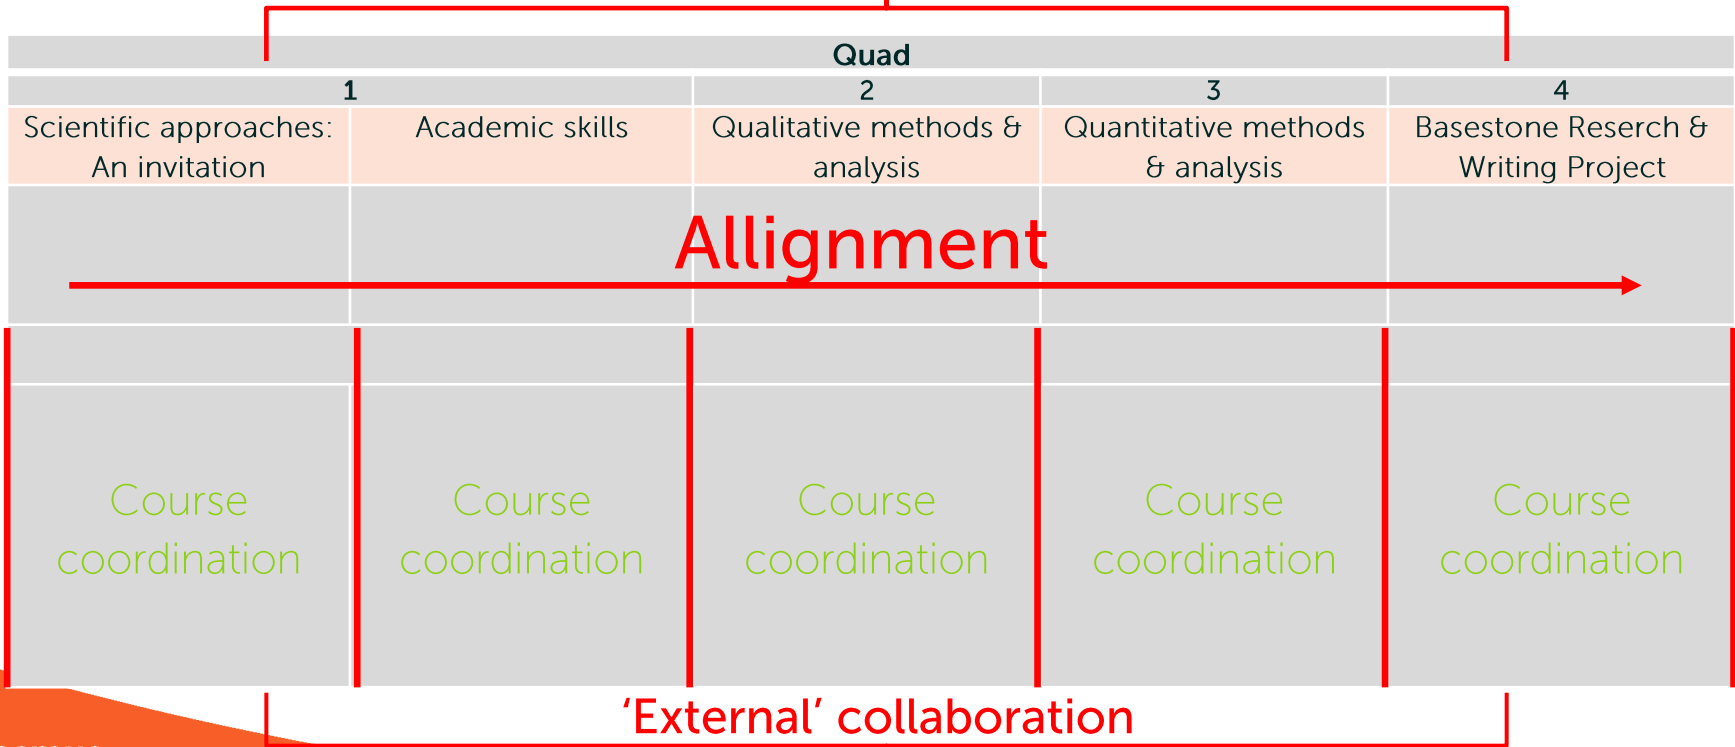 Quad
1
2
3
4
Scientific approaches:
An invitation
Academic skills
Qualitative methods &
analysis
Quantitative methods
& analysis
Basestone Reserch &
Writing Project
Allignment
Course
coordination
Course
coordination
Course
coordination
Course
coordination
Course
coordination
‘External’ collaboration